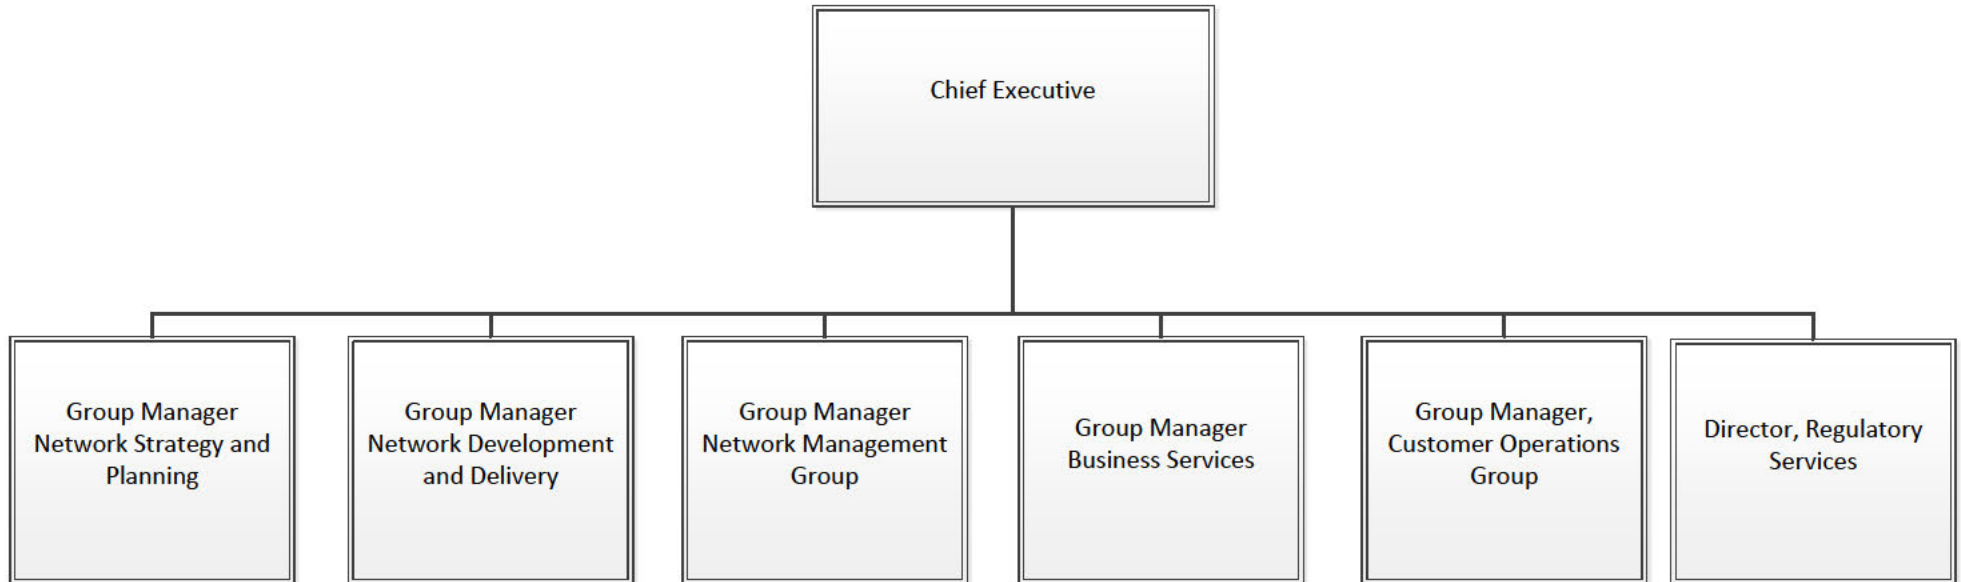 Chief Executive
Group Manager
Network Strategy and
Planning
Group Manager
Network Development
and Delivery
Group Manager
Network Management
Group
Group Manager
Business Services
Group Manager,
Customer Operations
Group
Director, Regulatory
Services